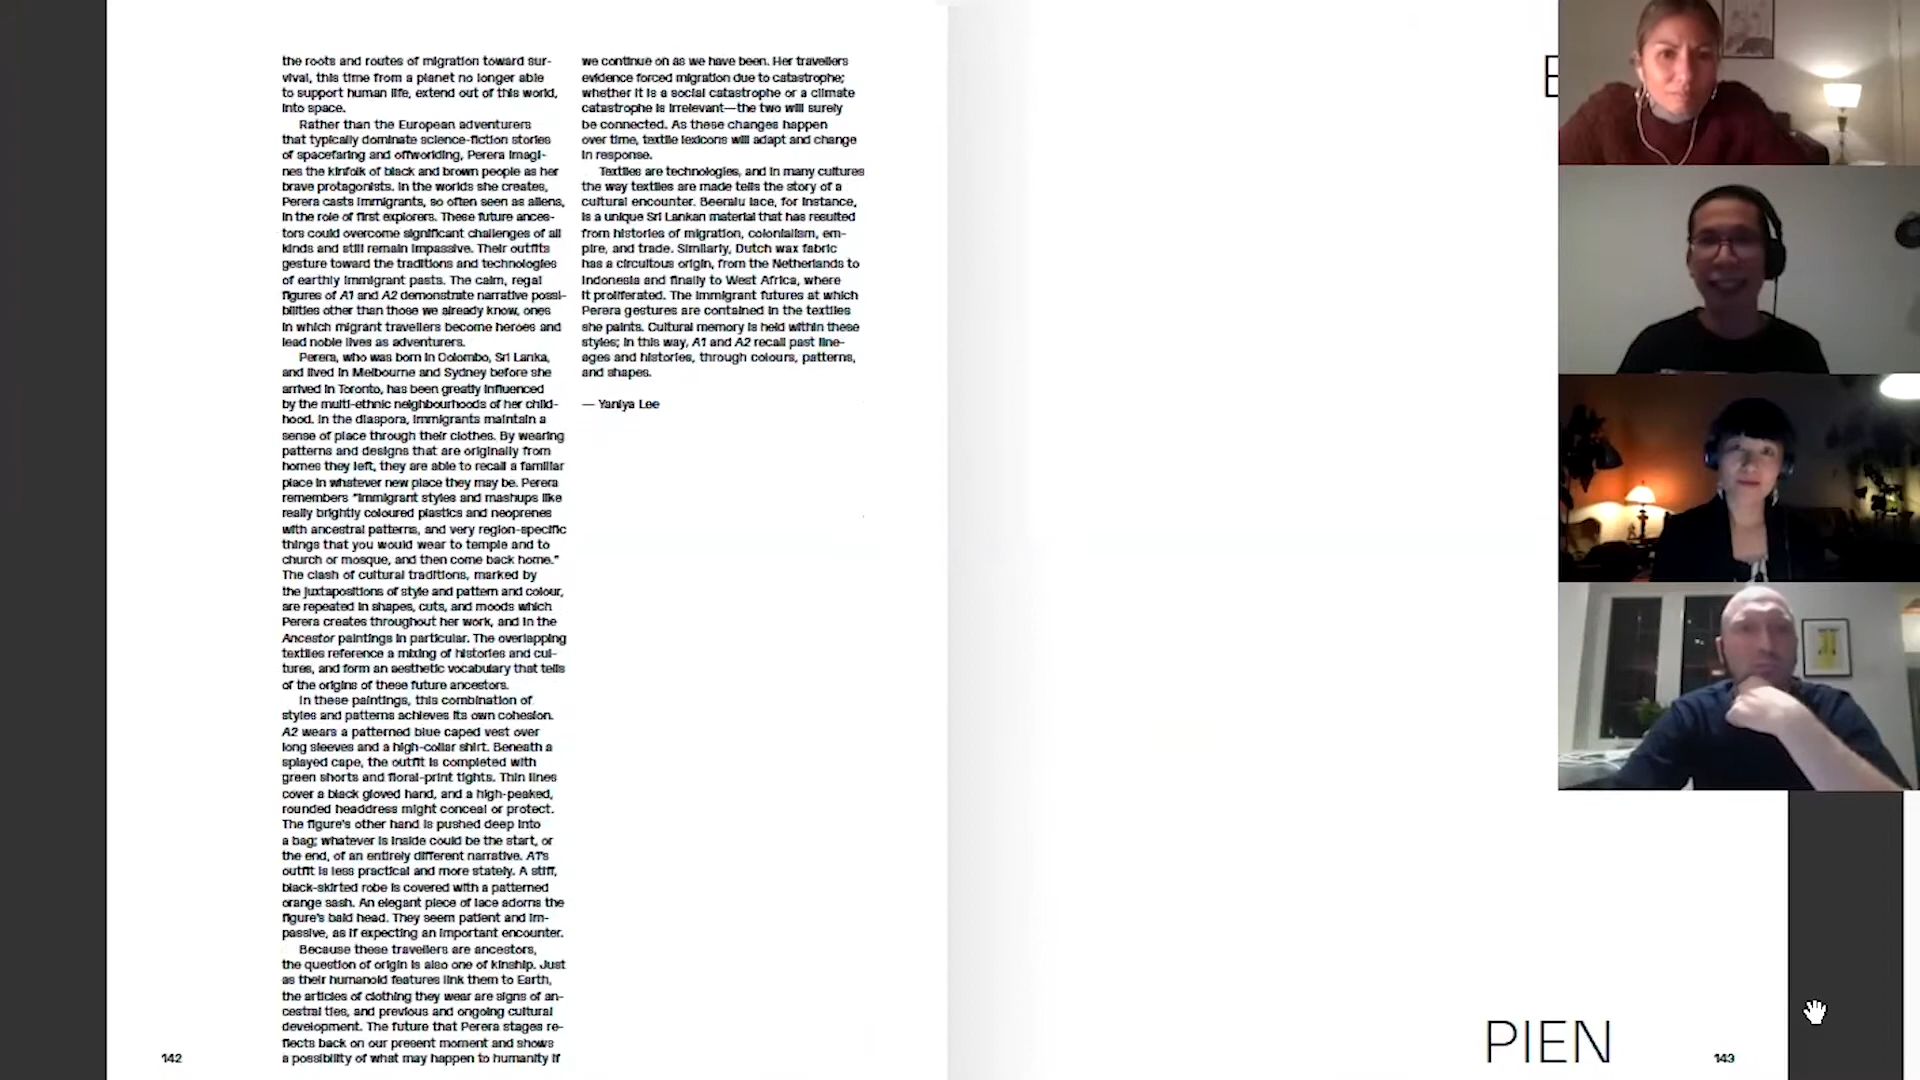 the roots and routes of migration toward sur-
vival, this time from a planet no longer able
to support human life, extend out of this world,
into space.
Rather than the European adventurers
that typically dominate science-fiction stories
of spacefaring and offworlding, Perera imagi-
nes the kinfolk of black and brown people as her
brave protagonists. In the worlds she creates,
Perera casts immigrants, so often seen as aliens,
in the role of first explorers. These future ances-
tors could overcome significant challenges of all
kinds and still remain impassive. Their outfits
gesture toward the traditions and technologies
of earthly immigrant pasts. The calm, regal
figures of A1 and A2 demonstrate narrative possi-
bilities other than those we already know, ones
in which migrant travellers become heroes and
lead noble lives as adventurers.
Perera, who was born in Colombo, Sri Lanka,
and lived in Melbourne and Sydney before she
arrived in Toronto, has been greatly influenced
by the multi-ethnic neighbourhoods of her child-
hood. In the diaspora, immigrants maintain a
sense of place through their clothes. By wearing
patterns and designs that are originally from
homes they left, they are able to recall a familiar
place in whatever new place they may be. Perera
remembers "immigrant styles and mashups like
really brightly coloured plastics and neoprenes
with ancestral patterns, and very region-specific
things that you would wear to temple and to
church or mosque, and then come back home."
The clash of cultural traditions, marked by
the juxtapositions of style and pattern and colour,
are repeated in shapes, cuts, and moods which
Perera creates throughout her work, and in the
Ancestor paintings in particular. The overlapping
textiles reference a mixing of histories and cul-
tures, and form an aesthetic vocabulary that tells
of the origins of these future ancestors.
In these paintings, this combination of
styles and patterns achieves its own cohesion.
A2 wears a patterned blue caped vest over
long sleeves and a high-collar shirt. Beneath a
splayed cape, the outfit is completed with
green shorts and floral-print tights. Thin lines
cover a black gloved hand, and a high-peaked,
rounded headdress might conceal or protect.
The figure's other hand is pushed deep into
a bag; whatever is inside could be the start, or
the end, of an entirely different narrative. A1's
outfit is less practical and more stately. A stiff,
black-skirted robe is covered with a patterned
orange sash. An elegant piece of lace adorns the
figure's bald head. They seem patient and im-
passive, as if expecting an important encounter.
Because these travellers are ancestors,
the question of origin is also one of kinship. Just
as their humanoid features link them to Earth,
the articles of clothing they wear are signs of an-
cestral ties, and previous and ongoing cultural
development. The future that Perera stages re-
flects back on our present moment and shows
a possibility of what may happen to humanity if
we continue on as we have been. Her travellers
evidence forced migration due to catastrophe;
whether it is a social catastrophe or a climate
catastrophe is irrelevant—the two will surely
be connected. As these changes happen
over time, textile lexicons will adapt and change
in response.
Textiles are technologies, and in many cultures
the way textiles are made tells the story of a
cultural encounter. Beeralu lace, for instance,
is a unique Sri Lankan material that has resulted
from histories of migration, colonialism, em-
pire, and trade. Similarly, Dutch wax fabric
has a circuitous origin, from the Netherlands to
Indonesia and finally to West Africa, where
it proliferated. The immigrant futures at which
Perera gestures are contained in the textiles
she paints. Cultural memory is held within these
styles; in this way, A1 and A2 recall past line-
ages and histories, through colours, patterns,
and shapes.
— Yaniya Lee
142
PIEN
143